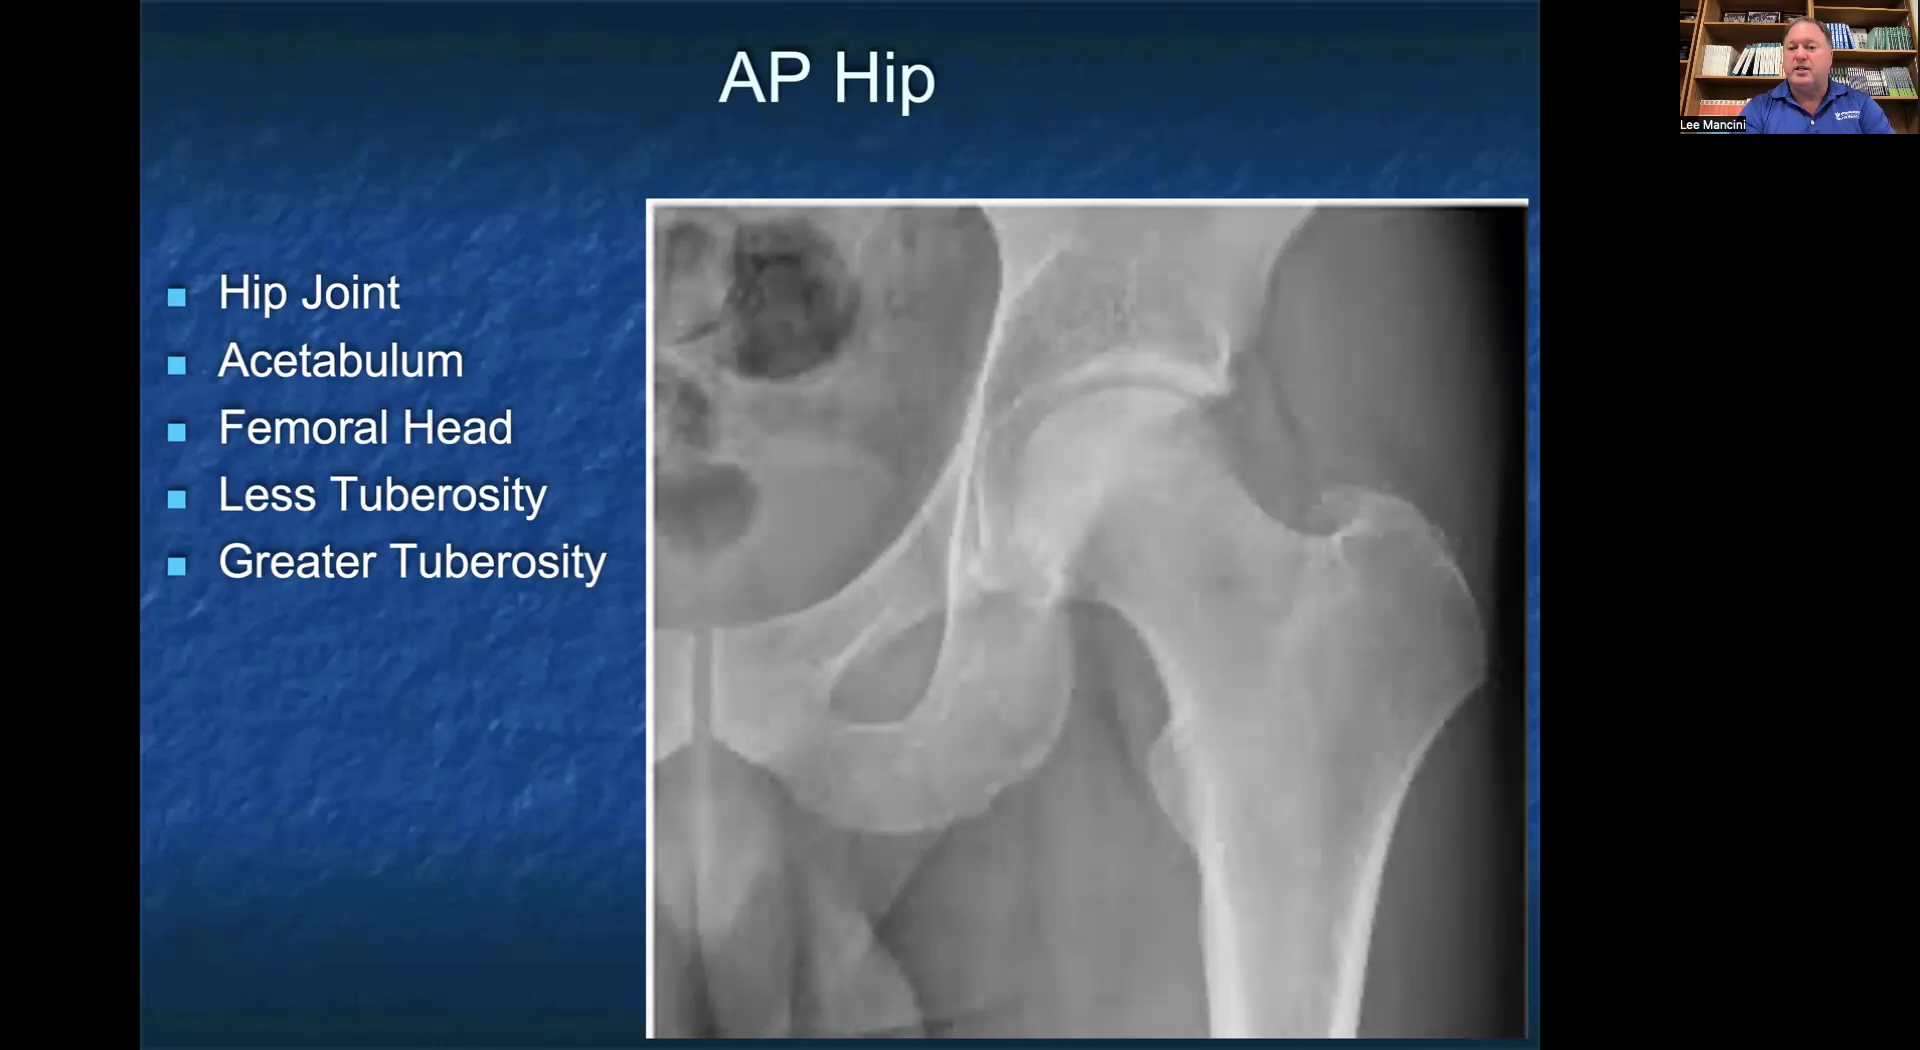 AP Hip
Hip Joint
Acetabulum
Femoral Head
Less Tuberosity
Greater Tuberosity
Lee Mancini